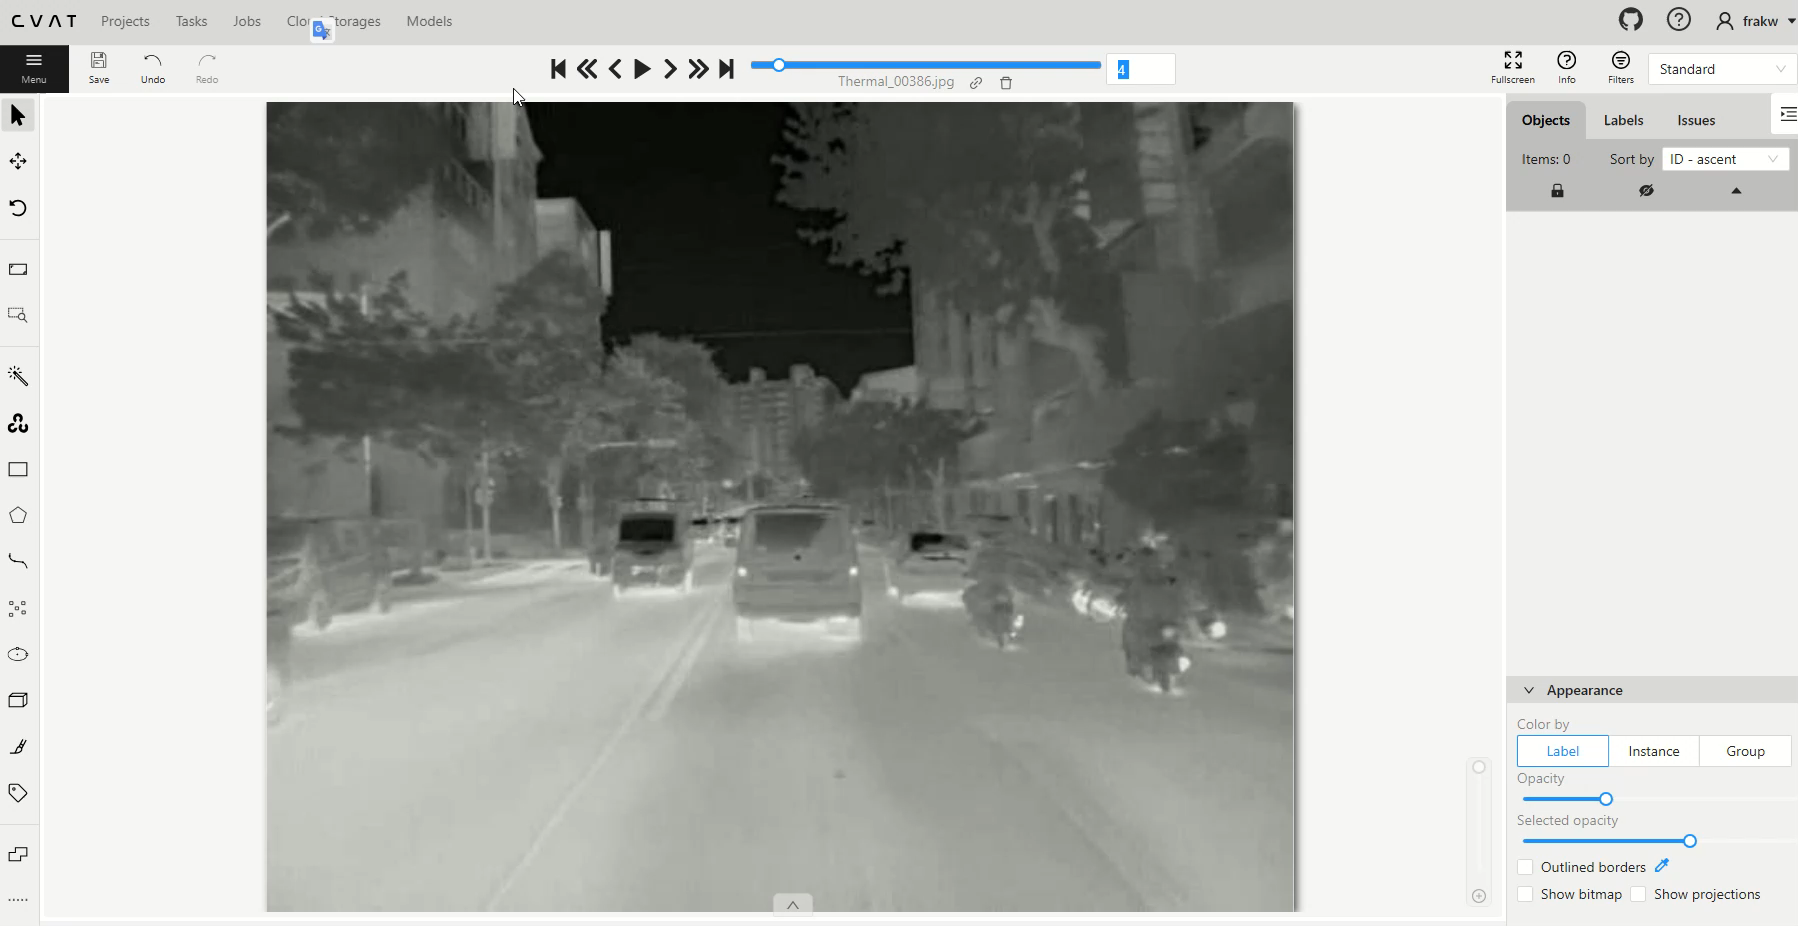 CVAT Projects Tasks Jobs Cloud Storages Models frakw
Menu Save Undo Redo
4
Thermal_00386.jpg
Fullscreen Info Filters Standard
Objects Labels Issues
Items: 0 Sort by ID - ascent
Appearance
Color by
Label Instance Group
Opacity
Selected opacity
Outlined borders
Show bitmap Show projections